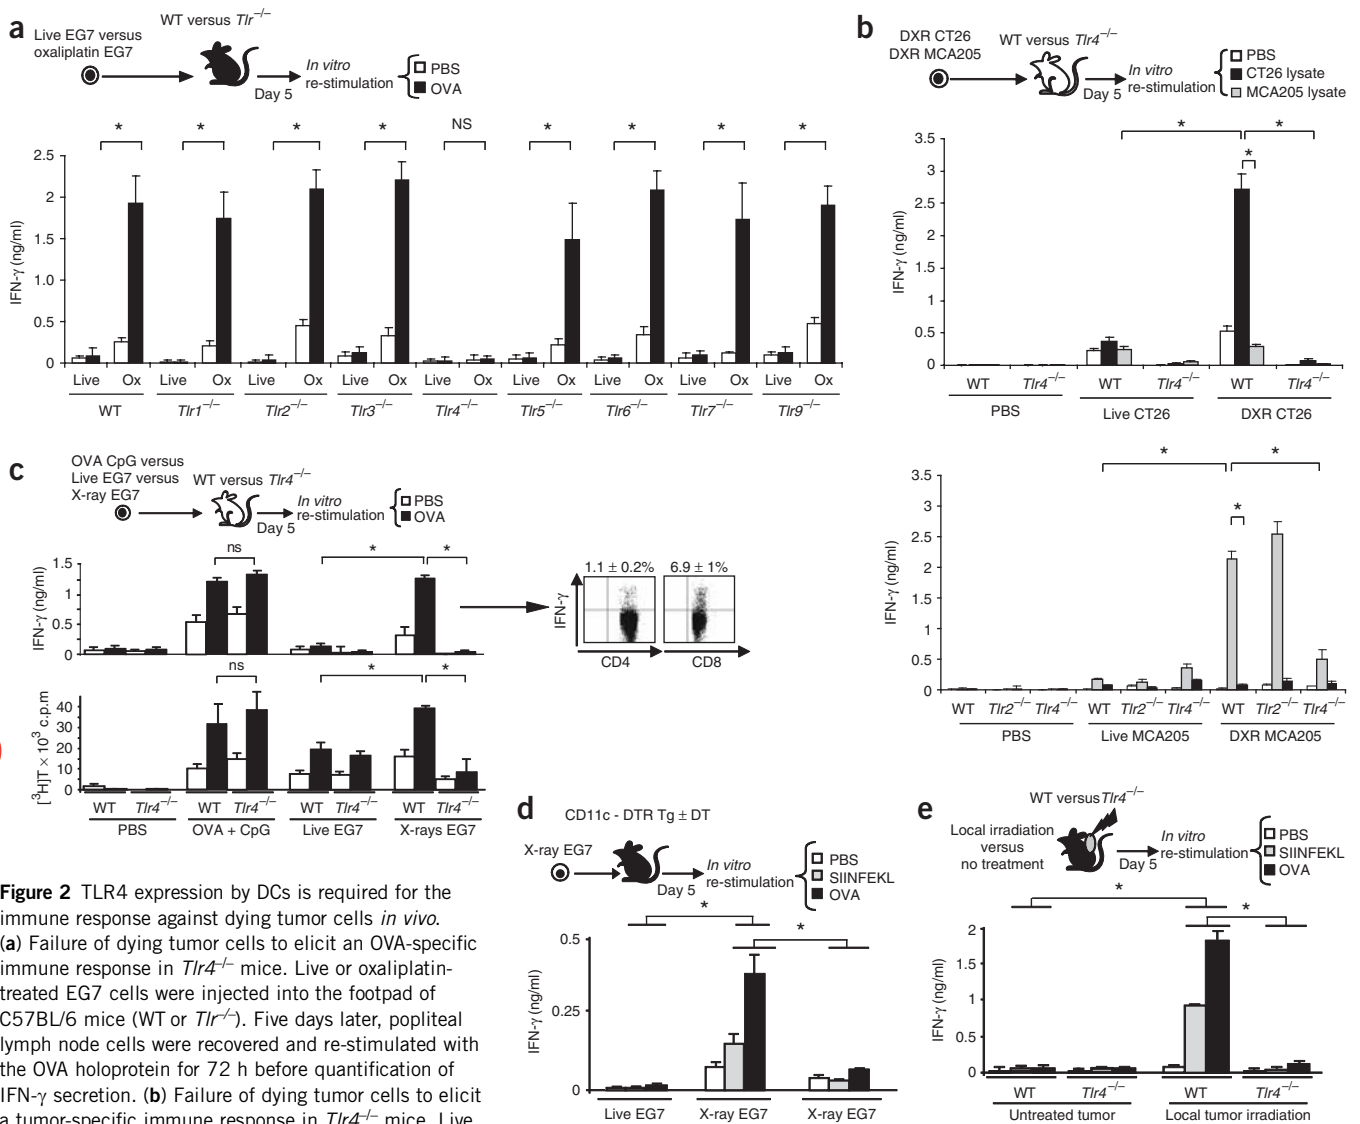 a
WT versus Tlr–/–
Live EG7 versus
oxaliplatin EG7
Day 5
In vitro
re-stimulation
PBS
OVA
* * * * NS * * * *
IFN-γ (ng/ml)
2.5
2
1.5
1.0
0.5
0
Live Ox Live Ox Live Ox Live Ox Live Ox Live Ox Live Ox Live Ox Live Ox
WT Tlr1–/– Tlr2–/– Tlr3–/– Tlr4–/– Tlr5–/– Tlr6–/– Tlr7–/– Tlr9–/–
b
DXR CT26
DXR MCA205
WT versus Tlr4–/–
Day 5
In vitro
re-stimulation
PBS
CT26 lysate
MCA205 lysate
* *
*
IFN-γ (ng/ml)
3.5
3
2.5
2
1.5
1
0.5
0
WT Tlr4–/– WT Tlr4–/– WT Tlr4–/–
PBS Live CT26 DXR CT26
* *
*
IFN-γ (ng/ml)
3.5
3
2.5
2
1.5
1
0.5
0
WT Tlr2–/– Tlr4–/– WT Tlr2–/– Tlr4–/– WT Tlr2–/– Tlr4–/–
PBS Live MCA205 DXR MCA205
c
OVA CpG versus
Live EG7 versus
X-ray EG7
WT versus Tlr4–/–
Day 5
In vitro
re-stimulation
PBS
OVA
ns * *
IFN-γ (ng/ml)
1.5
1
0.5
0
1.1 ± 0.2% 6.9 ± 1%
IFN-γ
CD4 CD8
ns * *
[3H]T × 103 c.p.m
40
30
20
10
0
WT Tlr4–/– WT Tlr4–/– WT Tlr4–/– WT Tlr4–/–
PBS OVA + CpG Live EG7 X-rays EG7
d
CD11c - DTR Tg ± DT
X-ray EG7
Day 5
In vitro
re-stimulation
PBS
SIINFEKL
OVA
*
*
IFN-γ (ng/ml)
0.5
0.25
0
Live EG7 X-ray EG7 X-ray EG7
e
WT versus Tlr4–/–
Local irradiation
versus
no treatment
Day 5
In vitro
re-stimulation
PBS
SIINFEKL
OVA
*
*
IFN-γ (ng/ml)
2
1.5
1
0.5
0
WT Tlr4–/– WT Tlr4–/–
Untreated tumor Local tumor irradiation
Figure 2 TLR4 expression by DCs is required for the
immune response against dying tumor cells in vivo.
(a) Failure of dying tumor cells to elicit an OVA-specific
immune response in Tlr4–/– mice. Live or oxaliplatin-
treated EG7 cells were injected into the footpad of
C57BL/6 mice (WT or Tlr–/–). Five days later, popliteal
lymph node cells were recovered and re-stimulated with
the OVA holoprotein for 72 h before quantification of
IFN-γ secretion. (b) Failure of dying tumor cells to elicit
a tumor-specific immune response in Tlr4–/– mice. Live